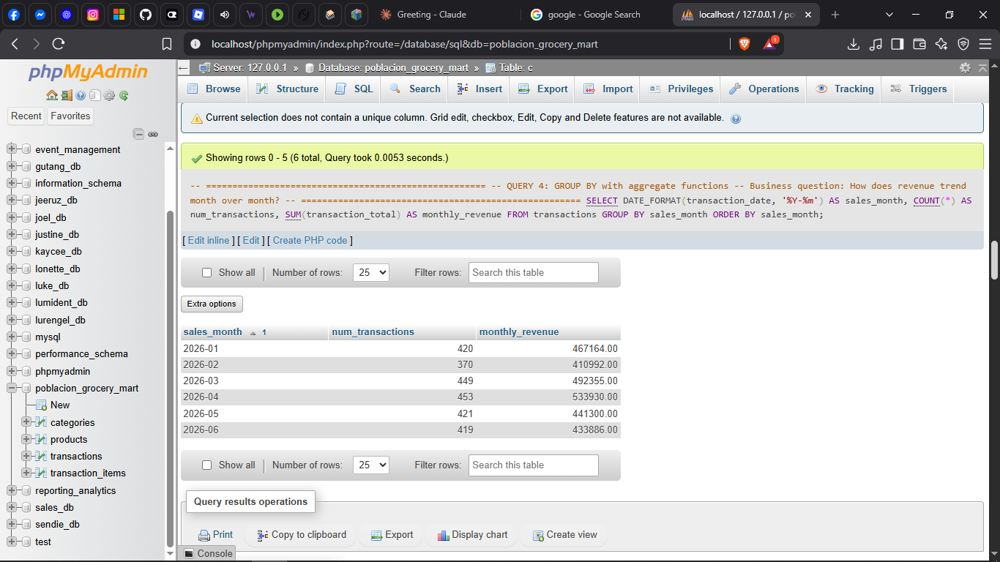 Greeting - Claude
google - Google Search
localhost / 127.0.0.1 / po
localhost/phpmyadmin/index.php?route=/database/sql&db=poblacion_grocery_mart
1
phpMyAdmin
Recent
Favorites
event_management
gutang_db
information_schema
jeeruz_db
joel_db
justine_db
kaycee_db
lonette_db
luke_db
lumident_db
lurengel_db
mysql
performance_schema
phpmyadmin
poblacion_grocery_mart
New
categories
products
transactions
transaction_items
reporting_analytics
sales_db
sendie_db
test
Server: 127.0.0.1 » Database: poblacion_grocery_mart » Table: c
Browse Structure SQL Search Insert Export Import Privileges Operations Tracking Triggers
Current selection does not contain a unique column. Grid edit, checkbox, Edit, Copy and Delete features are not available.
Showing rows 0 - 5 (6 total, Query took 0.0053 seconds.)
-- ============================================================ -- QUERY 4: GROUP BY with aggregate functions -- Business question: How does revenue trend
month over month? -- ============================================================ SELECT DATE_FORMAT(transaction_date, '%Y-%m') AS sales_month, COUNT(*) AS
num_transactions, SUM(transaction_total) AS monthly_revenue FROM transactions GROUP BY sales_month ORDER BY sales_month;
[ Edit inline ] [ Edit ] [ Create PHP code ]
Show all Number of rows: 25 Filter rows: Search this table
Extra options
sales_month 1 num_transactions monthly_revenue
2026-01 420 467164.00
2026-02 370 410992.00
2026-03 449 492355.00
2026-04 453 533930.00
2026-05 421 441300.00
2026-06 419 433886.00
Show all Number of rows: 25 Filter rows: Search this table
Query results operations
Print Copy to clipboard Export Display chart Create view
Console